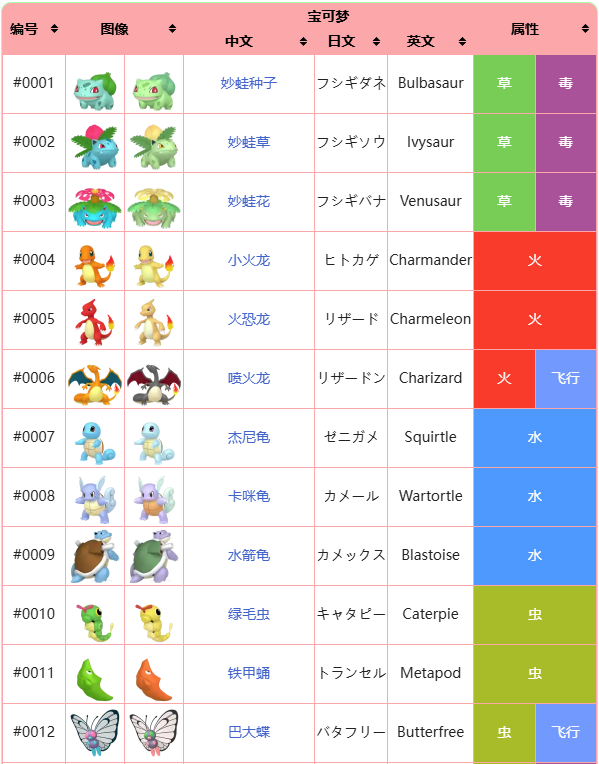 编号 图像 宝可梦 属性
中文 日文 英文
#0001 妙蛙种子 フシギダネ Bulbasaur 草 毒
#0002 妙蛙草 フシギソウ Ivysaur 草 毒
#0003 妙蛙花 フシギバナ Venusaur 草 毒
#0004 小火龙 ヒトカゲ Charmander 火
#0005 火恐龙 リザード Charmeleon 火
#0006 喷火龙 リザードン Charizard 火 飞行
#0007 杰尼龟 ゼニガメ Squirtle 水
#0008 卡咪龟 カメール Wartortle 水
#0009 水箭龟 カメックス Blastoise 水
#0010 绿毛虫 キャタピー Caterpie 虫
#0011 铁甲蛹 トランセル Metapod 虫
#0012 巴大蝶 バタフリー Butterfree 虫 飞行